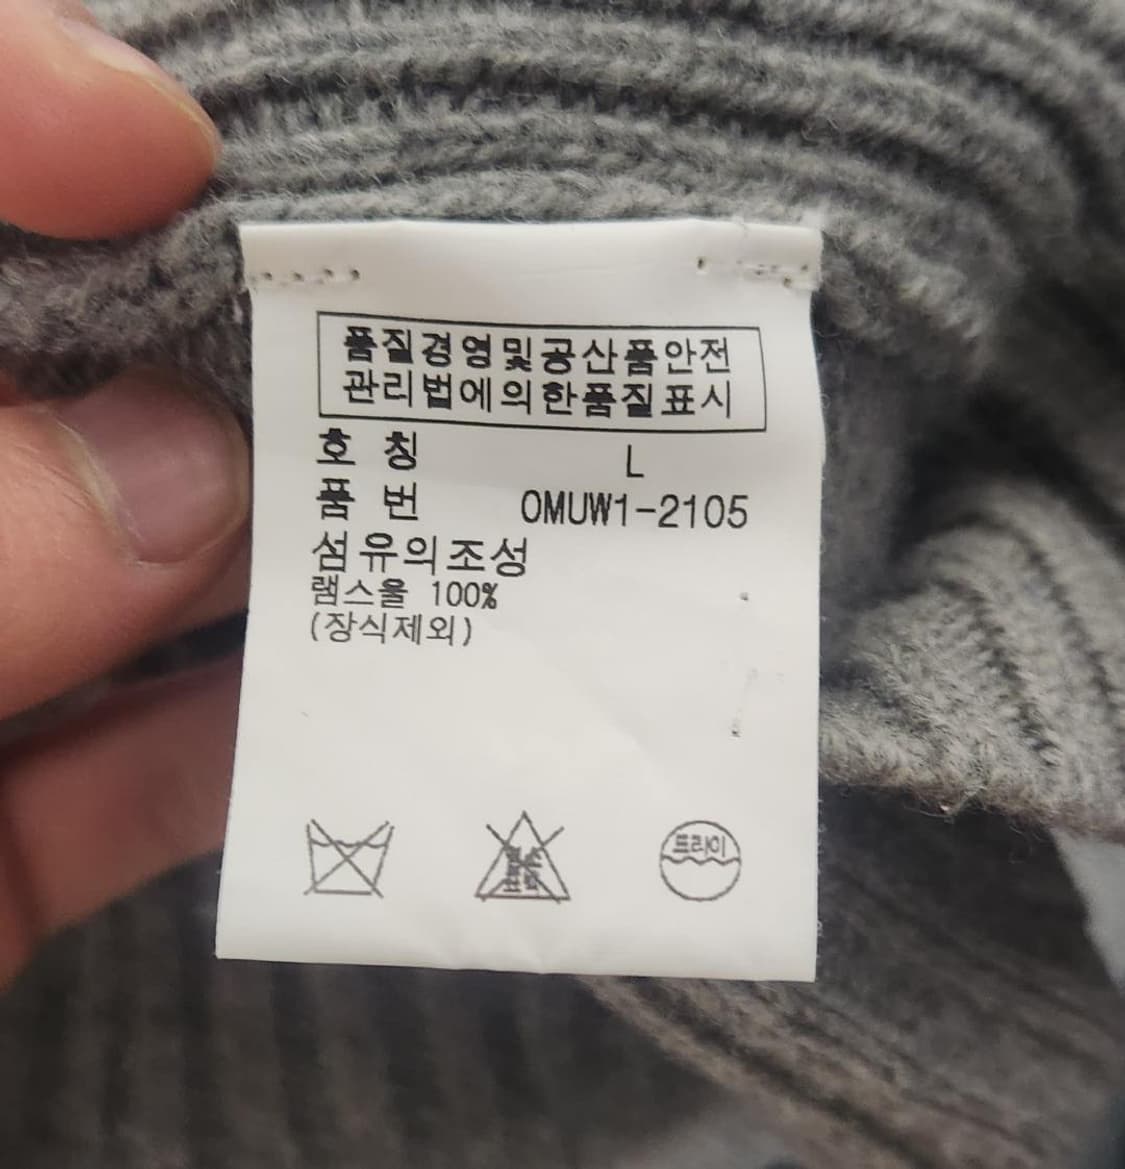 품질경영및공산품안전
관리법에의한품질표시
호 칭 L
품 번 OMUW1-2105
섬유의조성
램스울 100%
(장식제외)
드라이